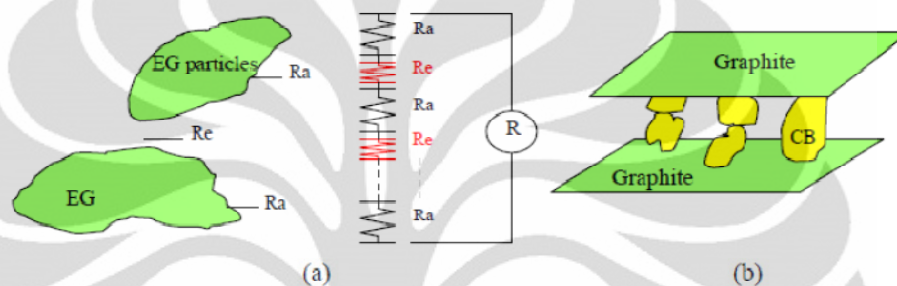 EG particles
Ra
Re
EG
Ra
Ra
Re
Ra
Re
Ra
R
(a)
Graphite
CB
Graphite
(b)